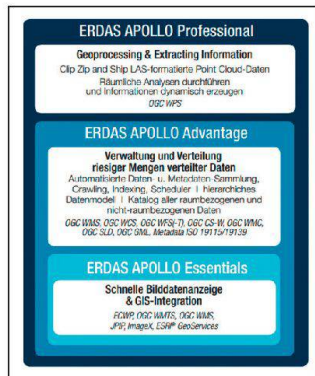 ERDAS APOLLO Professional
Geoprocessing & Extracting Information
Clip Zip and Ship LAS-formatierte Point Cloud-Daten
Räumliche Analysen durchführen
und Informationen dynamisch erzeugen
OGC WPS
ERDAS APOLLO Advantage
Verwaltung und Verteilung
riesiger Mengen verteilter Daten
Automatisierte Daten- u. Metadaten-Sammlung,
Crawling, Indexing, Scheduler | hierarchisches
Datenmodell | Katalog aller raumbezogenen und
nicht-raumbezogenen Daten
OGC WMS, OGC WCS, OGC WFS(-T), OGC CS-W, OGC WMC,
OGC SLD, OGC GML, Metadata ISO 19115/19139
ERDAS APOLLO Essentials
Schnelle Bilddatenanzeige
& GIS-Integration
ECWP, OGC WMTS, OGC WMS,
JPIP, ImageX, ESRI® GeoServices